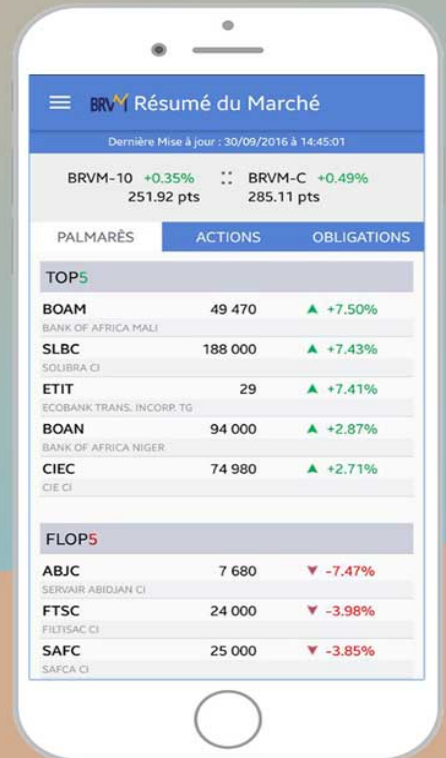 BRVM Résumé du Marché
Dernière Mise à jour : 30/09/2016 à 14:45:01
BRVM-10 +0.35% BRVM-C +0.49%
251.92 pts 285.11 pts
PALMARÈS ACTIONS OBLIGATIONS
TOP5
BOAM 49 470 ▲ +7.50%
BANK OF AFRICA MALI
SLBC 188 000 ▲ +7.43%
SOLIBRA CI
ETIT 29 ▲ +7.41%
ECOBANK TRANS. INCORP. TG
BOAN 94 000 ▲ +2.87%
BANK OF AFRICA NIGER
CIEC 74 980 ▲ +2.71%
CIE CI
FLOP5
ABJC 7 680 ▼ -7.47%
SERVAIR ABIDJAN CI
FTSC 24 000 ▼ -3.98%
FILTISAC CI
SAFC 25 000 ▼ -3.85%
SAFCA CI